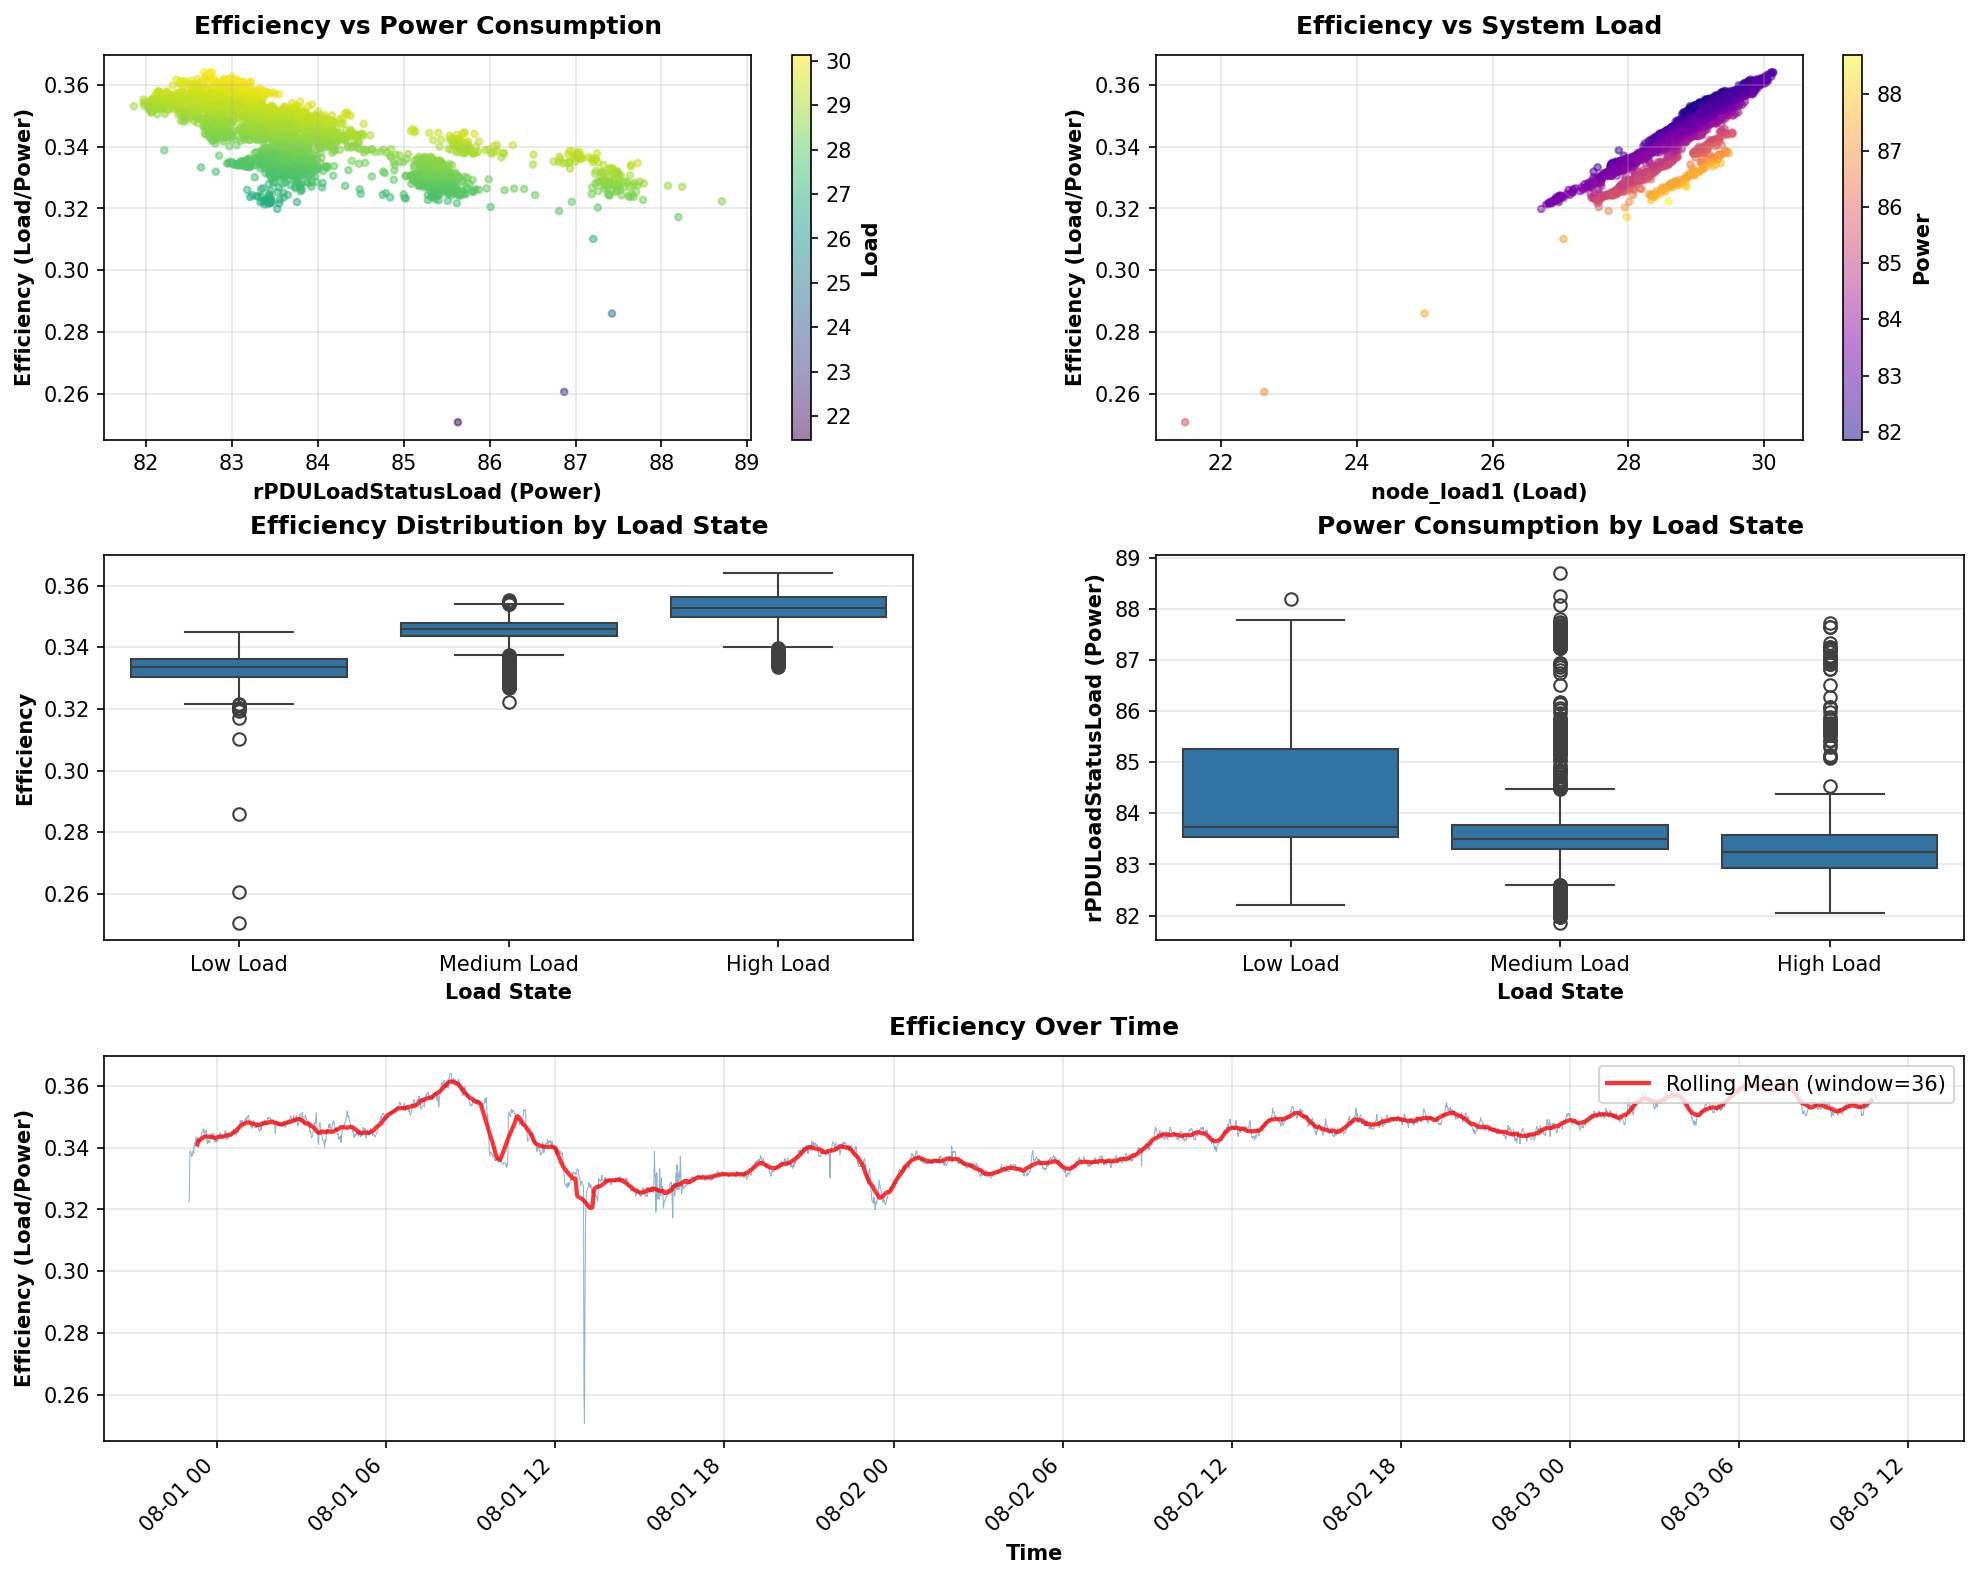 Efficiency vs Power Consumption
Efficiency (Load/Power)
0.36
0.34
0.32
0.30
0.28
0.26
82 83 84 85 86 87 88 89
rPDULoadStatusLoad (Power)
30
29
28
27
26
25
24
23
22
Load
Efficiency vs System Load
Efficiency (Load/Power)
0.36
0.34
0.32
0.30
0.28
0.26
22 24 26 28 30
node_load1 (Load)
88
87
86
85
84
83
82
Power
Efficiency Distribution by Load State
Efficiency
0.36
0.34
0.32
0.30
0.28
0.26
Low Load Medium Load High Load
Load State
Power Consumption by Load State
rPDULoadStatusLoad (Power)
89
88
87
86
85
84
83
82
Low Load Medium Load High Load
Load State
Efficiency Over Time
Efficiency (Load/Power)
0.36
0.34
0.32
0.30
0.28
0.26
Rolling Mean (window=36)
08-01 00 08-01 06 08-01 12 08-01 18 08-02 00 08-02 06 08-02 12 08-02 18 08-03 00 08-03 06 08-03 12
Time